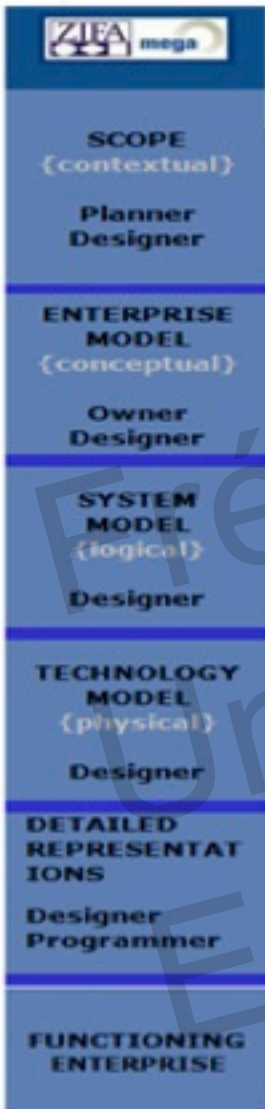 ZIFA mega
SCOPE
{contextual}
Planner
Designer
ENTERPRISE
MODEL
{conceptual}
Owner
Designer
SYSTEM
MODEL
{logical}
Designer
TECHNOLOGY
MODEL
{physical}
Designer
DETAILED
REPRESENTAT
IONS
Designer
Programmer
FUNCTIONING
ENTERPRISE